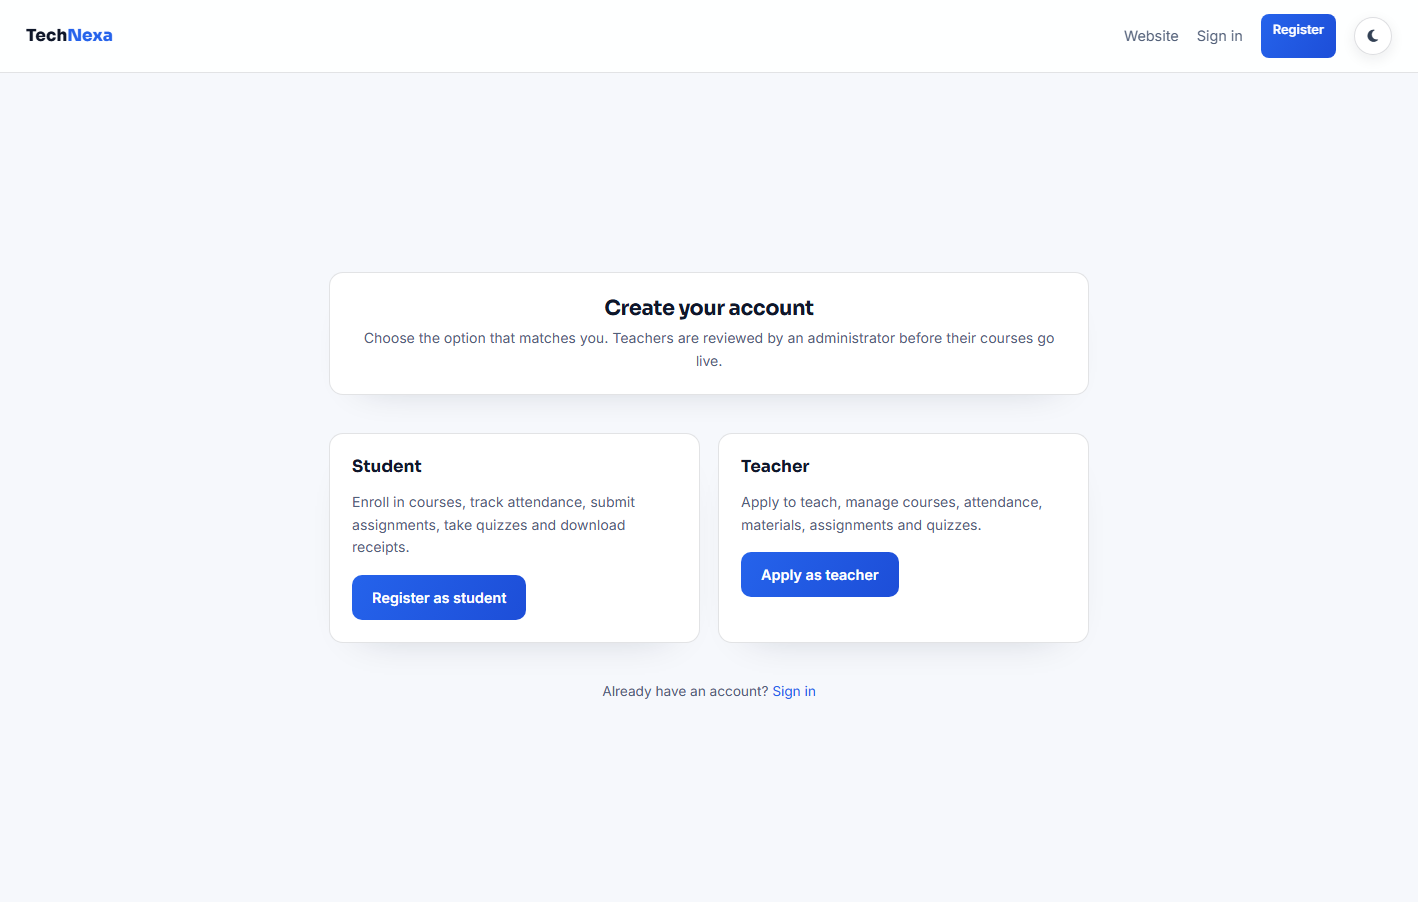 TechNexa
Website
Sign in
Register
Create your account
Choose the option that matches you. Teachers are reviewed by an administrator before their courses go
live.
Student
Enroll in courses, track attendance, submit
assignments, take quizzes and download
receipts.
Register as student
Teacher
Apply to teach, manage courses, attendance,
materials, assignments and quizzes.
Apply as teacher
Already have an account? Sign in